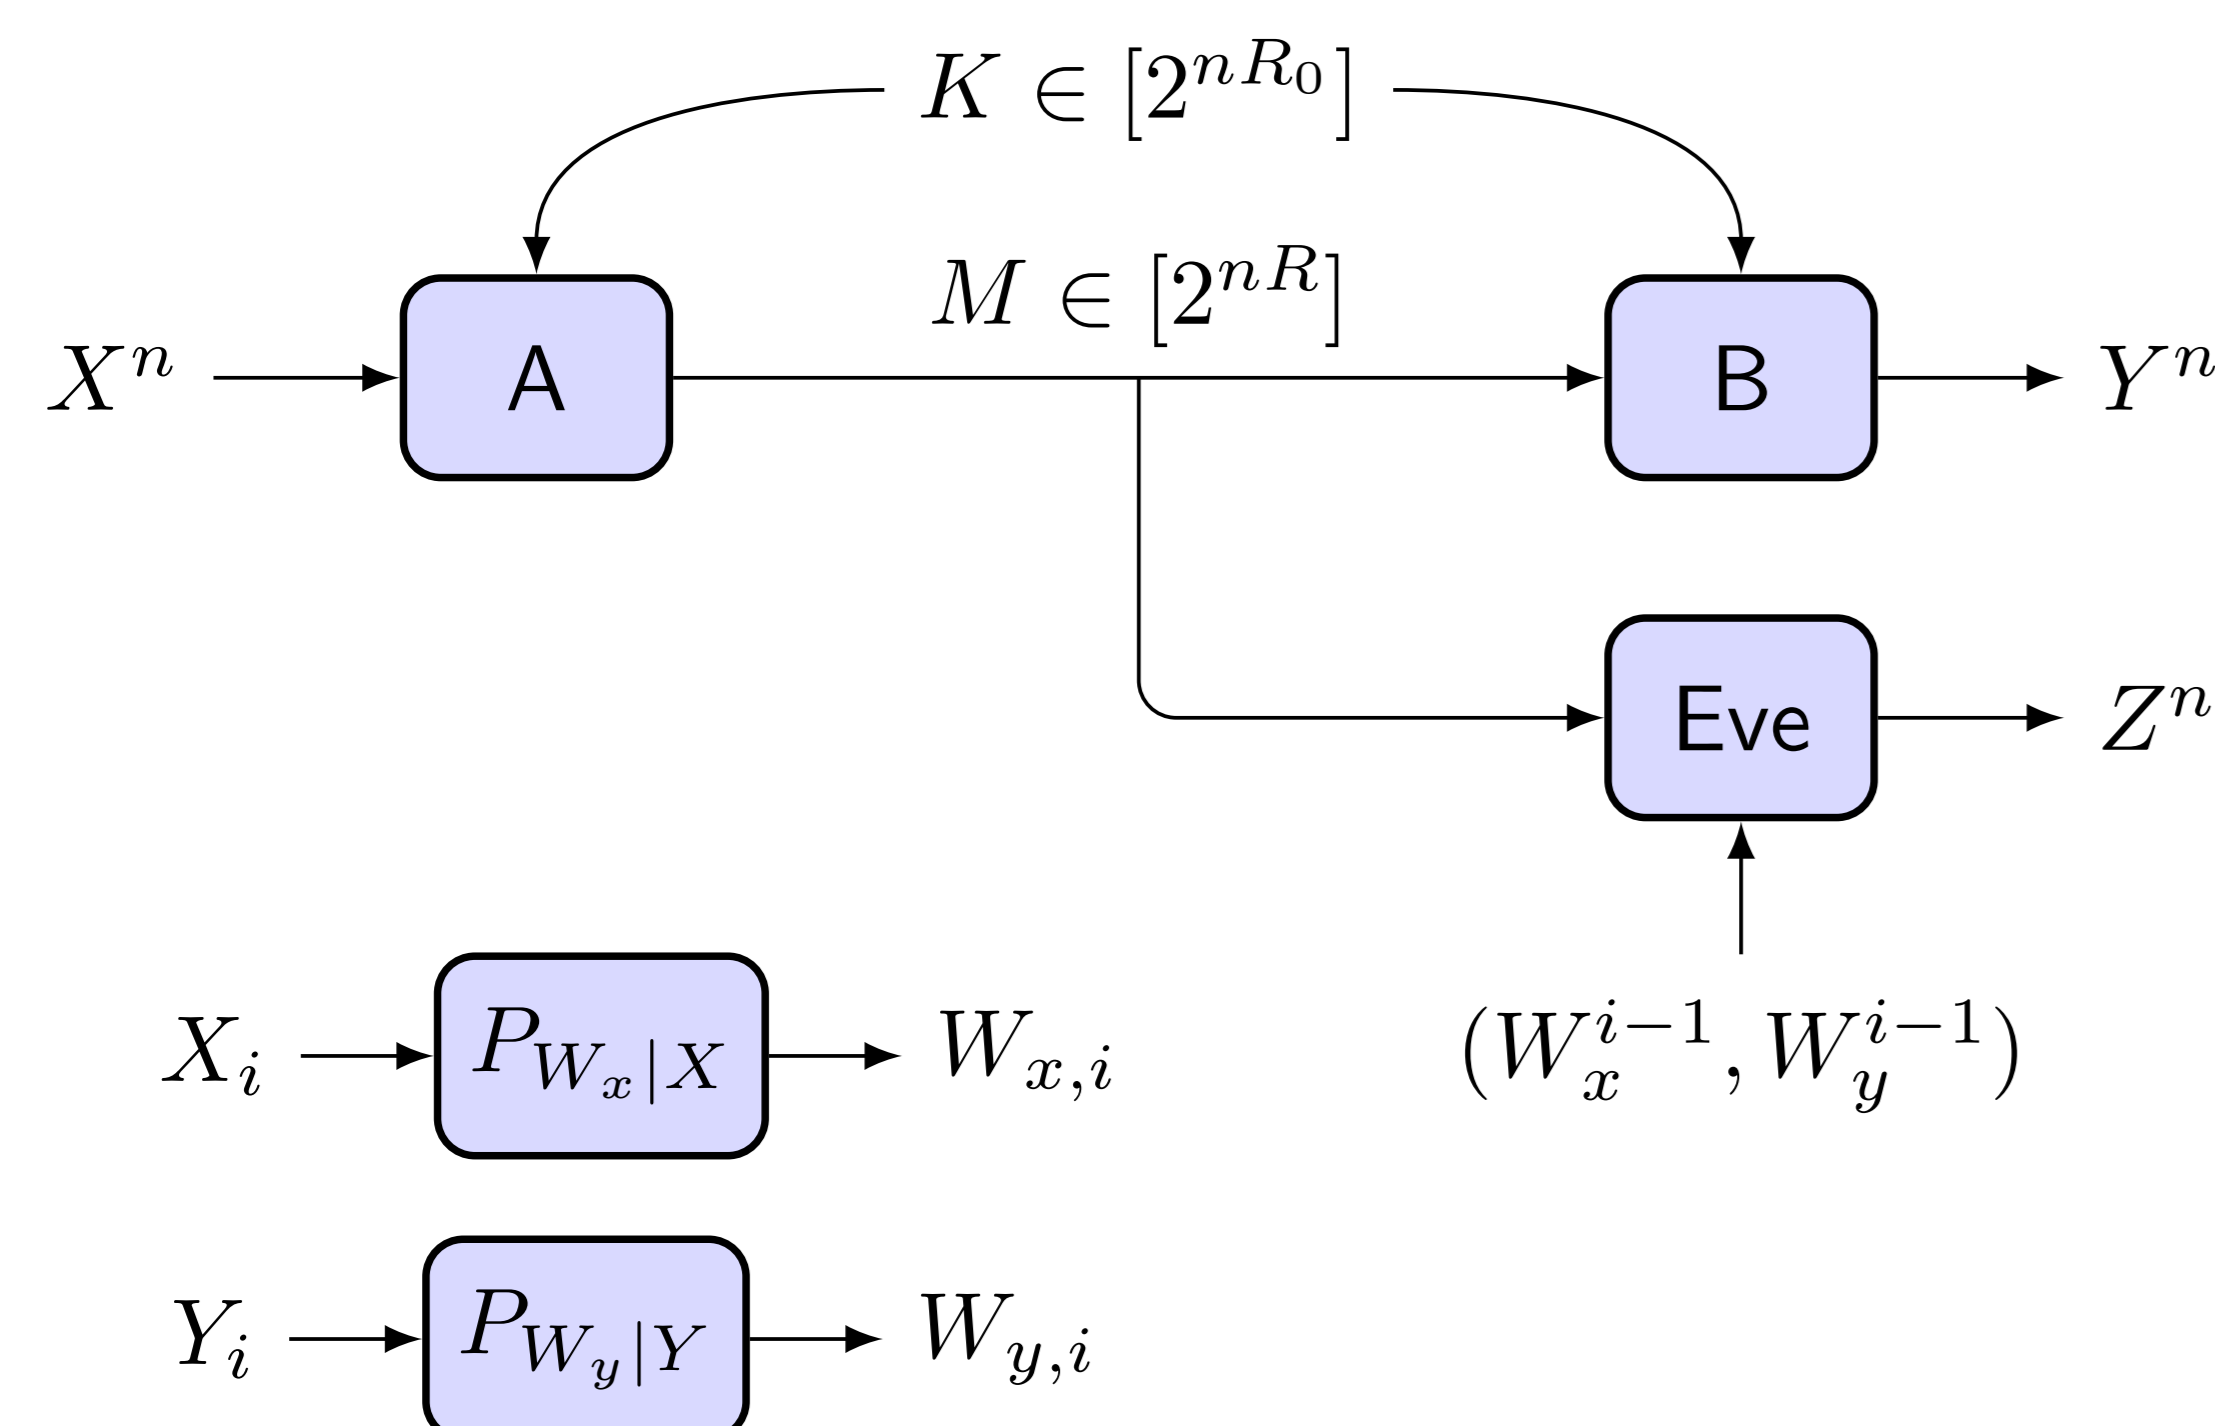 K ∈ [2^{nR_0}]
M ∈ [2^{nR}]
X^n A B Y^n
Eve Z^n
X_i P_{W_x|X} W_{x,i} (W_x^{i-1}, W_y^{i-1})
Y_i P_{W_y|Y} W_{y,i}